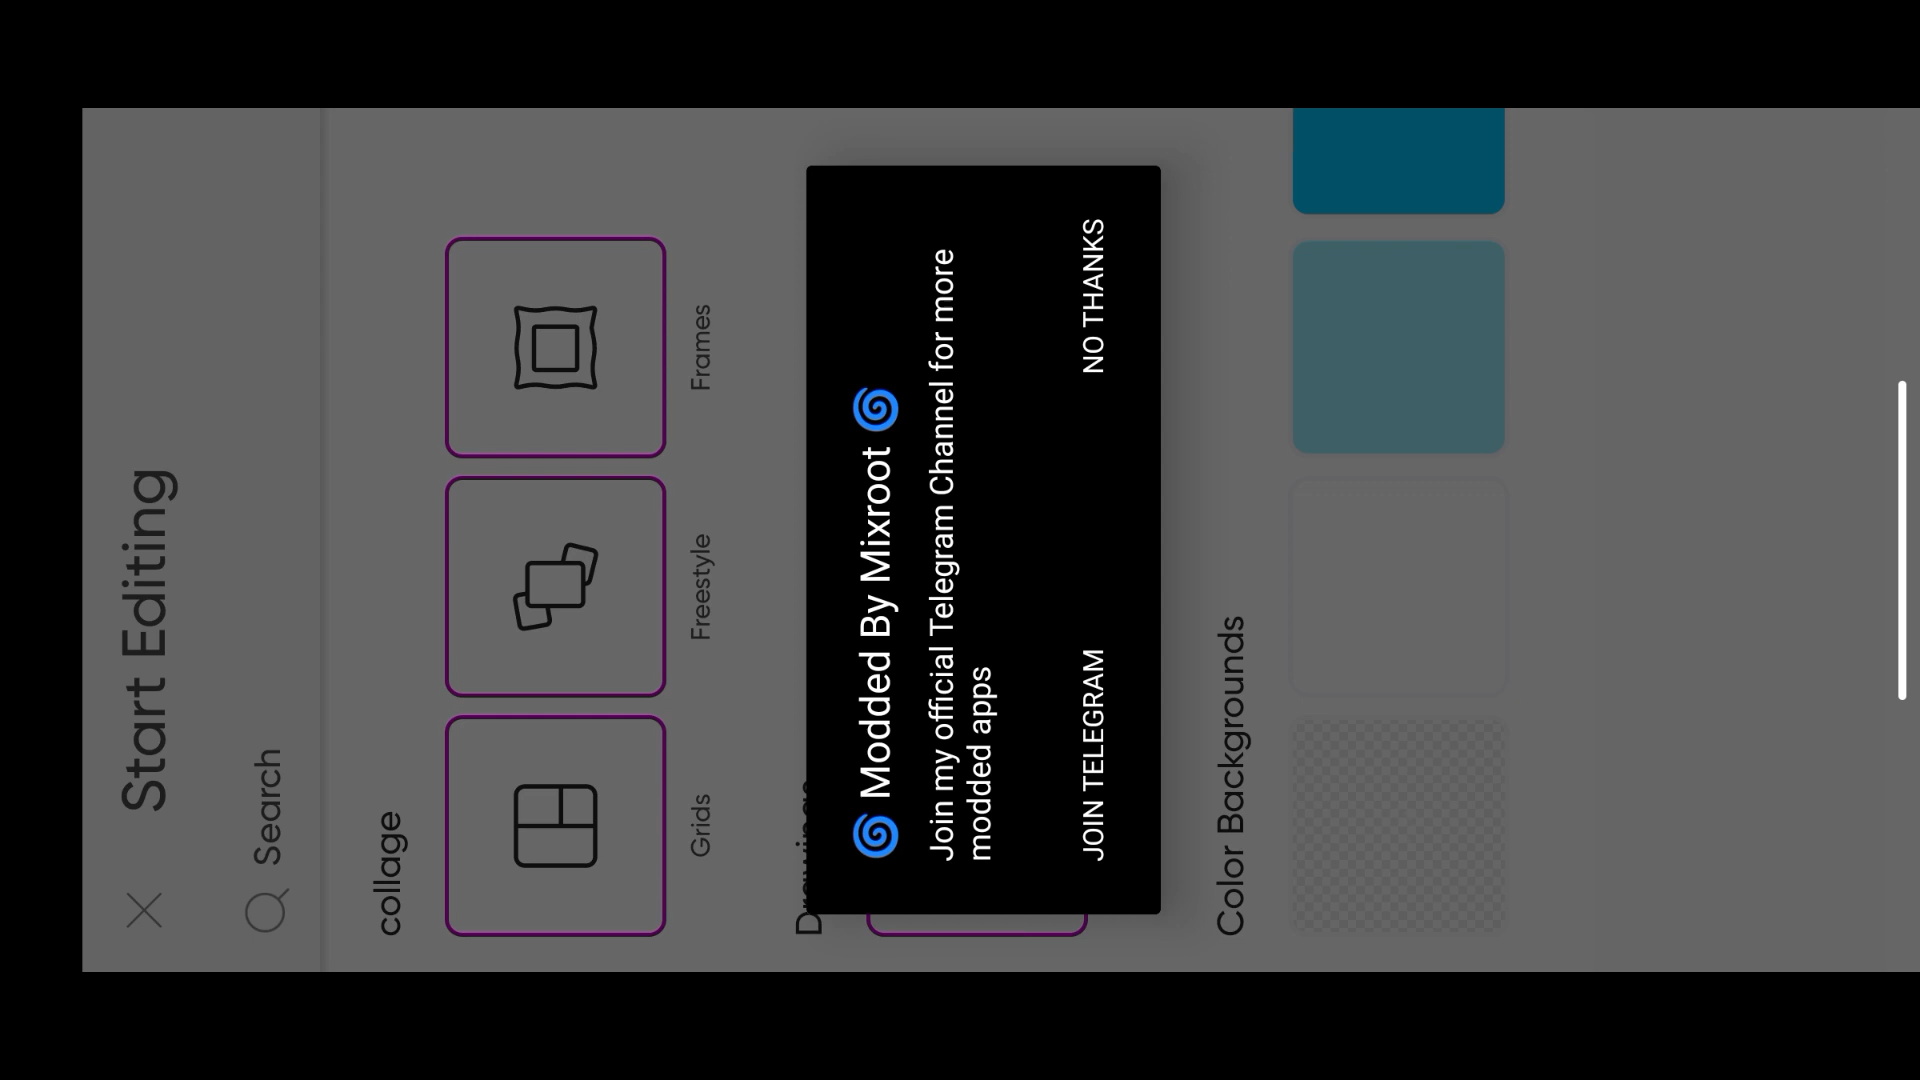 Start Editing
Search
collage
Grids
Freestyle
Frames
🌀 Modded By Mixroot 🌀
Join my official Telegram Channel for more
modded apps
JOIN TELEGRAM
NO THANKS
Color Backgrounds